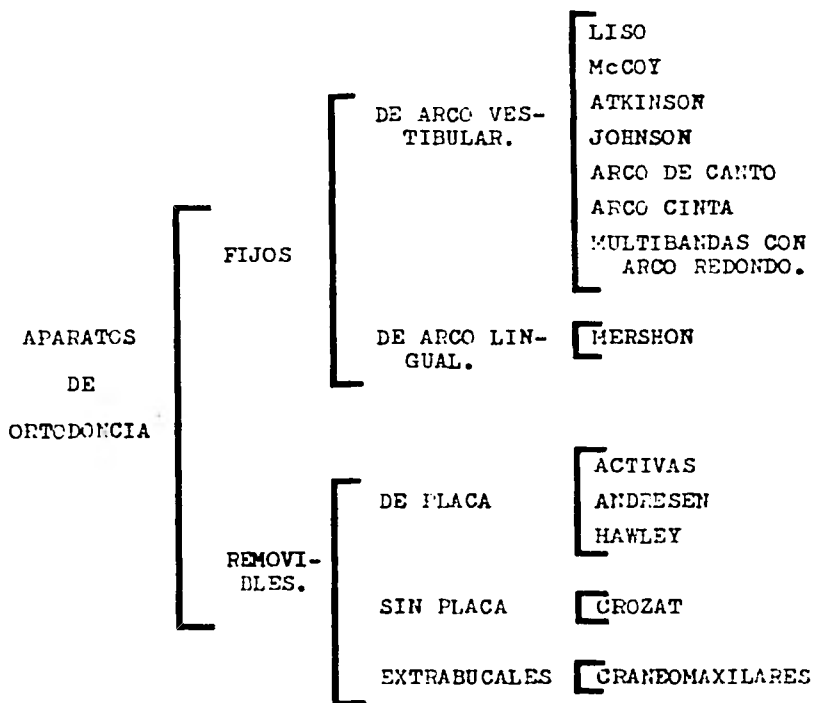 LISO
McCOY
ATKINSON
JOHNSON
ARCO DE CANTO
ARCO CINTA
MULTIBANDAS CON
ARCO REDONDO.
DE ARCO VES-
TIBULAR.
FIJOS
DE ARCO LIN-
GUAL.
MERSHON
APARATOS
DE
ORTODONCIA
ACTIVAS
ANDRESEN
HAWLEY
DE PLACA
REMOVI-
BLES.
SIN PLACA
CROZAT
EXTRABUCALES
CRANEOMAXILARES